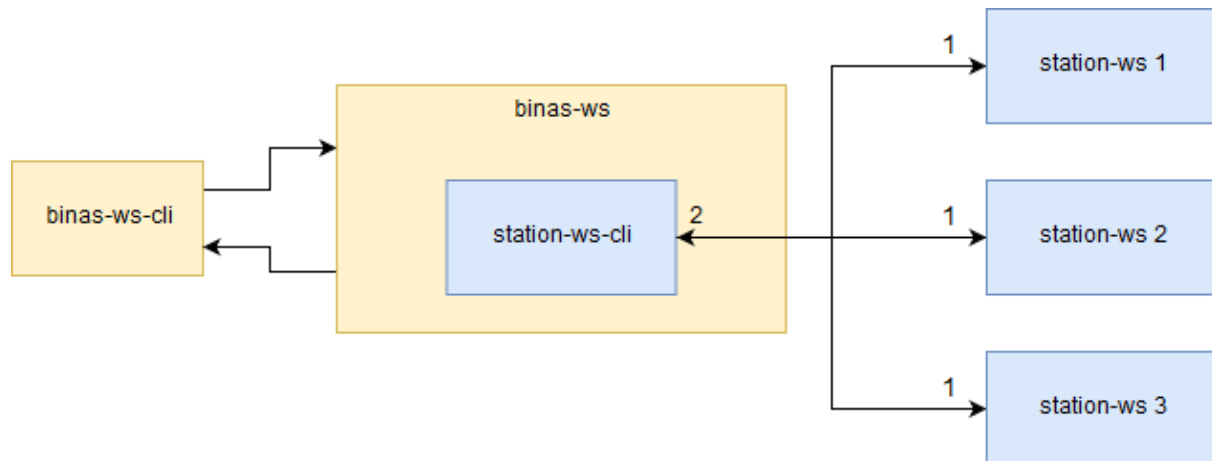 1
station-ws 1
binas-ws
binas-ws-cli
station-ws-cli
2
1
station-ws 2
1
station-ws 3